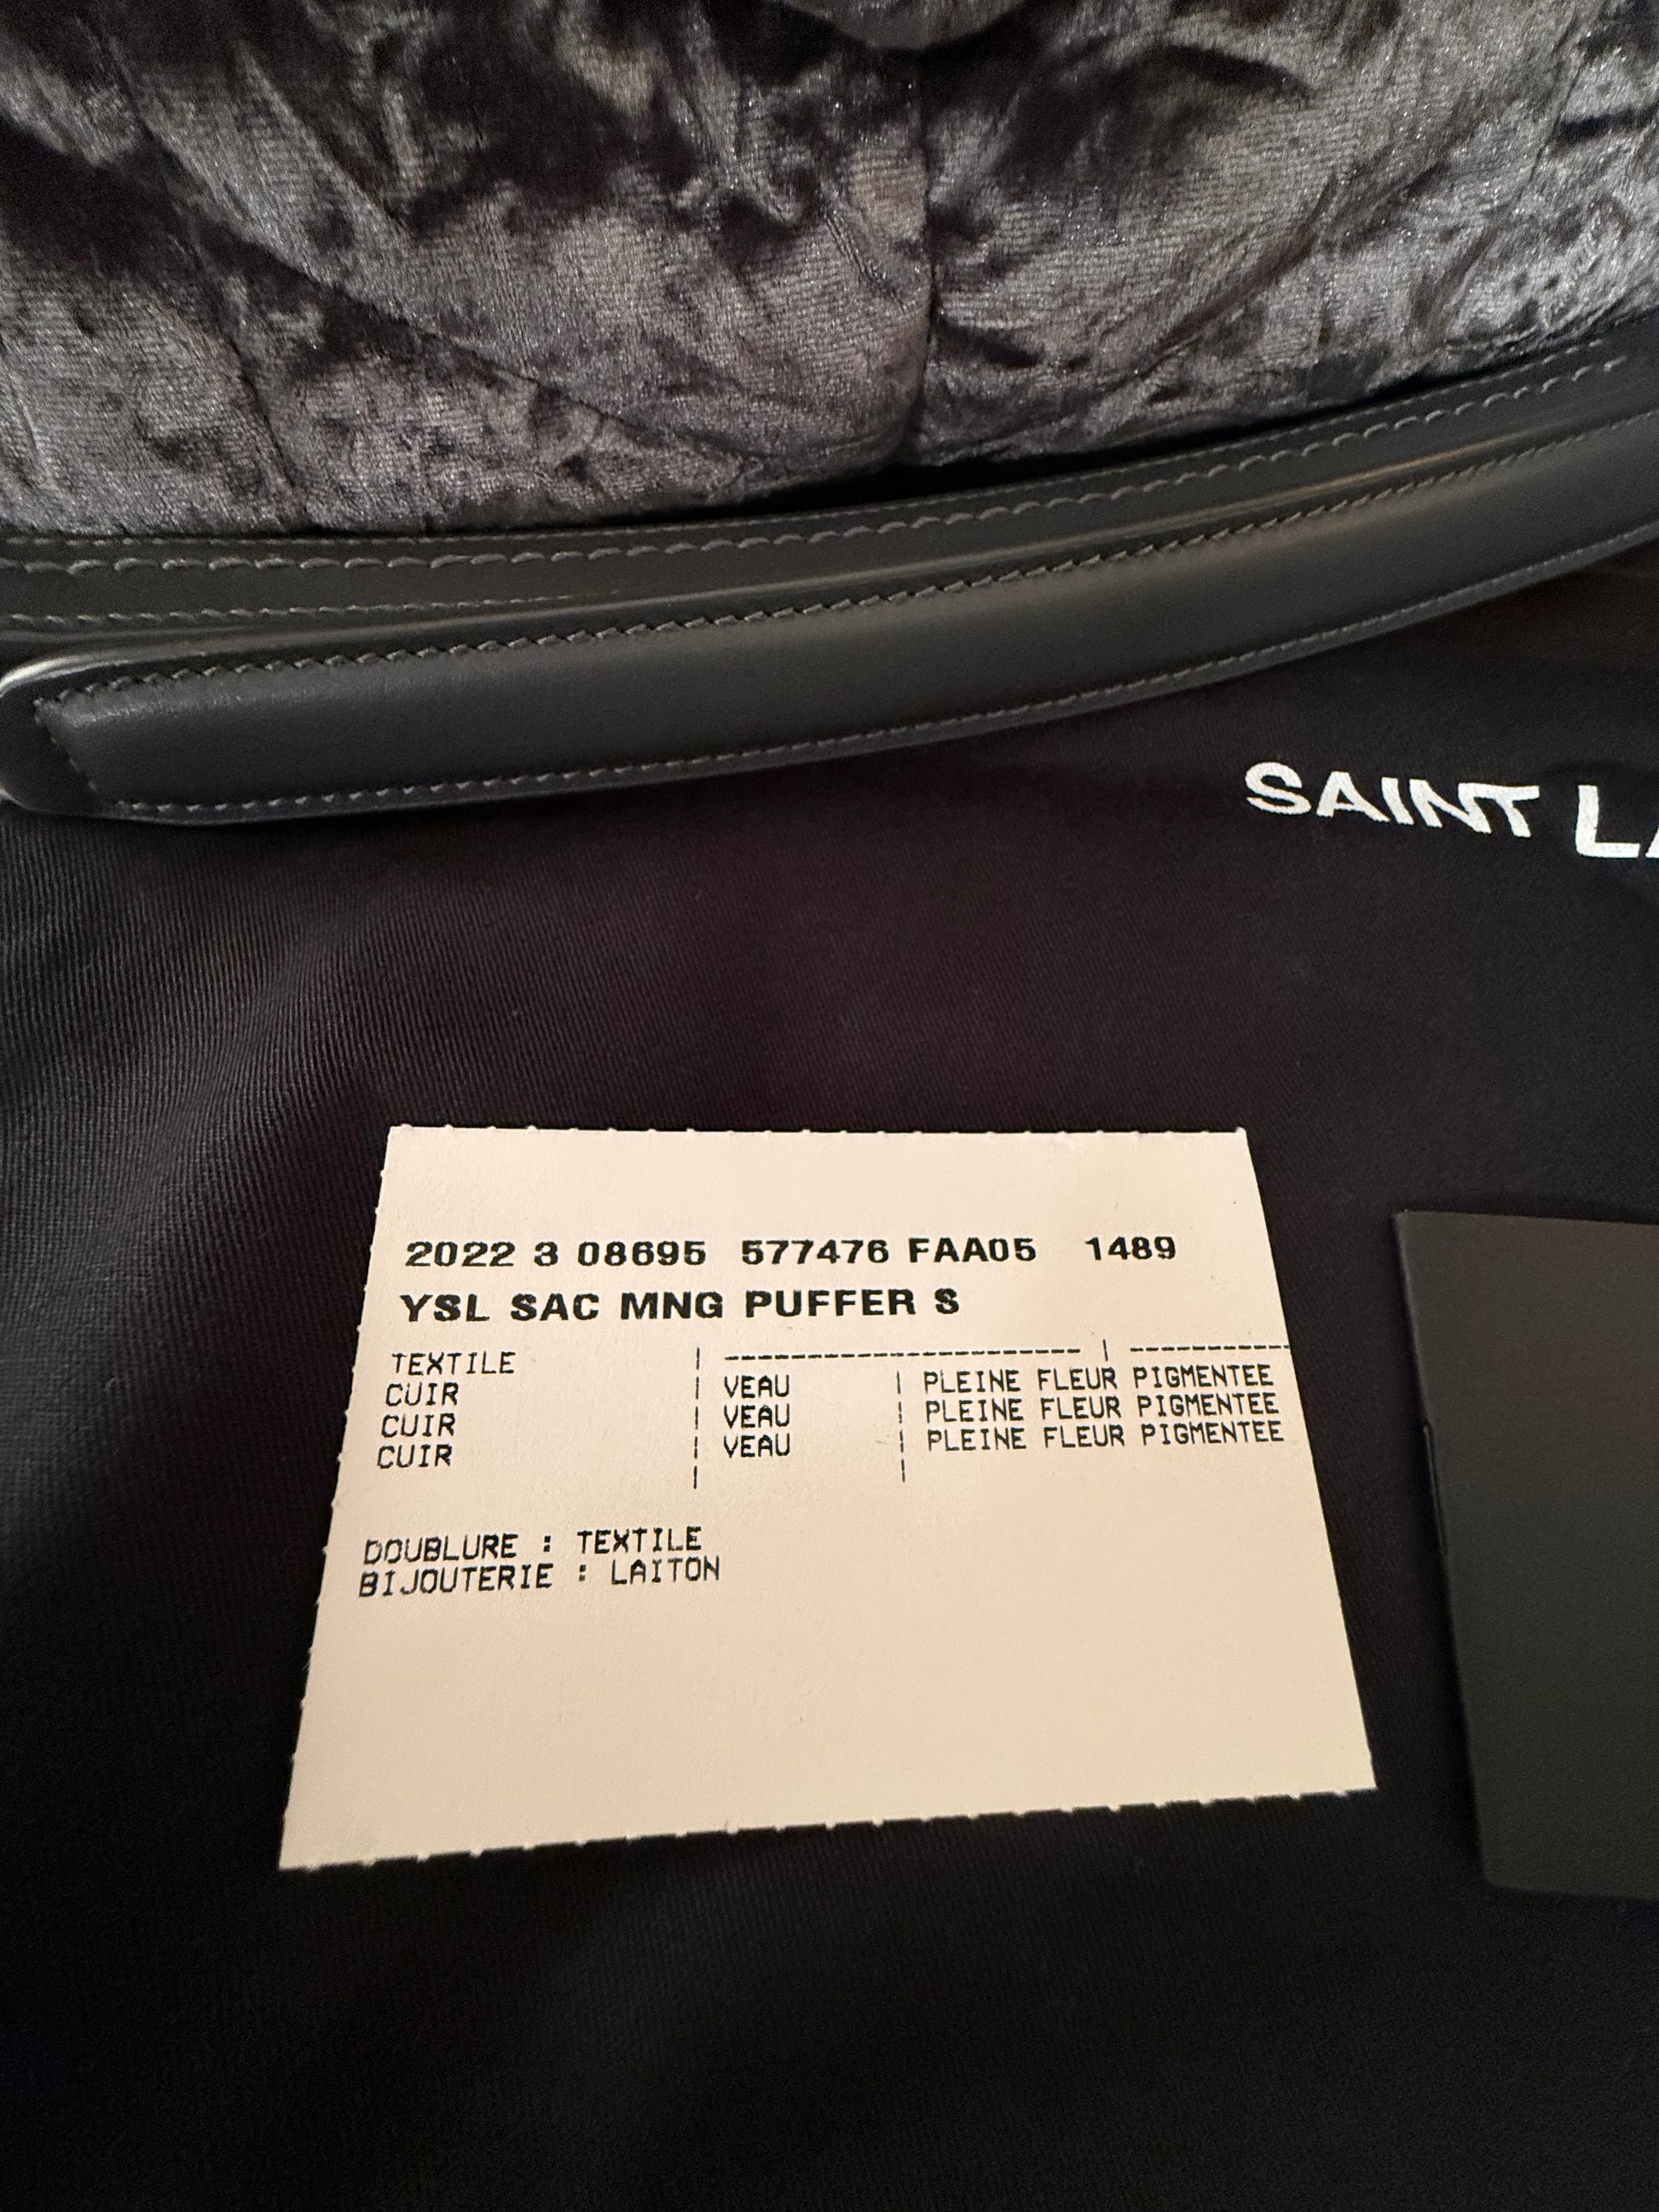 SAINT LA
2022 3 08695 577476 FAA05 1489
YSL SAC MNG PUFFER S
TEXTILE | ---------------------- | ----------
CUIR | VEAU | PLEINE FLEUR PIGMENTEE
CUIR | VEAU | PLEINE FLEUR PIGMENTEE
CUIR | VEAU | PLEINE FLEUR PIGMENTEE
| |
DOUBLURE : TEXTILE
BIJOUTERIE : LAITON